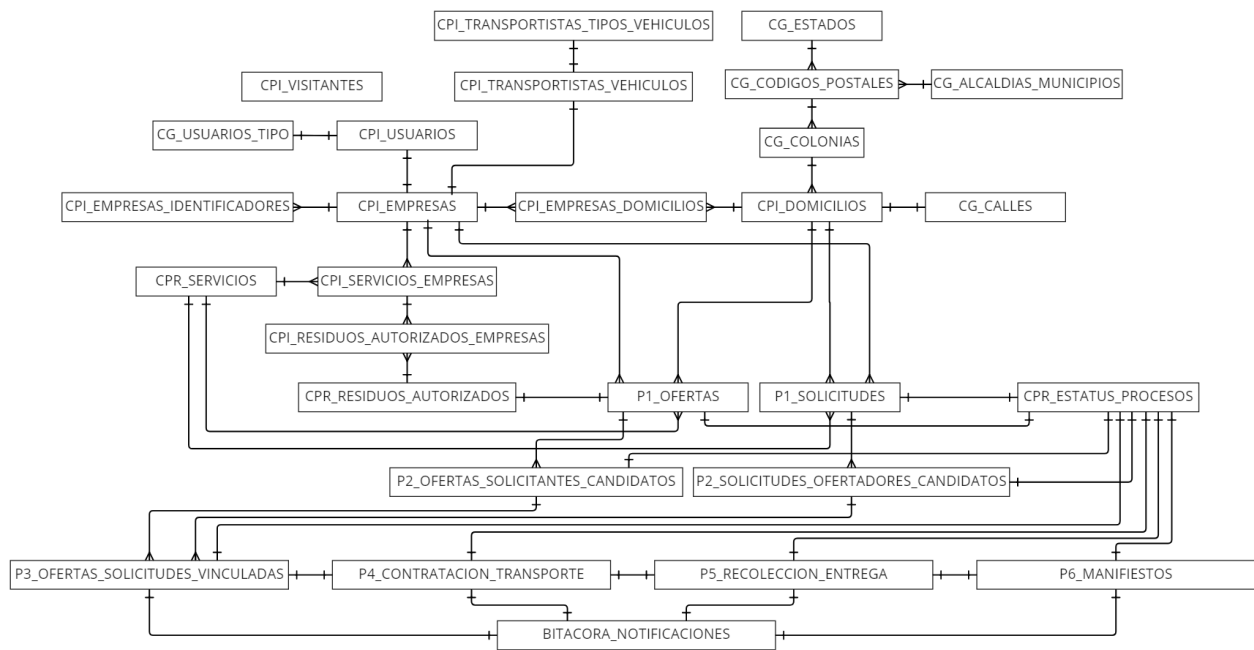 CPI_TRANSPORTISTAS_TIPOS_VEHICULOS
CG_ESTADOS
CPI_VISITANTES
CPI_TRANSPORTISTAS_VEHICULOS
CG_CODIGOS_POSTALES
CG_ALCALDIAS_MUNICIPIOS
CG_USUARIOS_TIPO
CPI_USUARIOS
CG_COLONIAS
CPI_EMPRESAS_IDENTIFICADORES
CPI_EMPRESAS
CPI_EMPRESAS_DOMICILIOS
CPI_DOMICILIOS
CG_CALLES
CPR_SERVICIOS
CPI_SERVICIOS_EMPRESAS
CPI_RESIDUOS_AUTORIZADOS_EMPRESAS
CPR_RESIDUOS_AUTORIZADOS
P1_OFERTAS
P1_SOLICITUDES
CPR_ESTATUS_PROCESOS
P2_OFERTAS_SOLICITANTES_CANDIDATOS
P2_SOLICITUDES_OFERTADORES_CANDIDATOS
P3_OFERTAS_SOLICITUDES_VINCULADAS
P4_CONTRATACION_TRANSPORTE
P5_RECOLECCION_ENTREGA
P6_MANIFIESTOS
BITACORA_NOTIFICACIONES